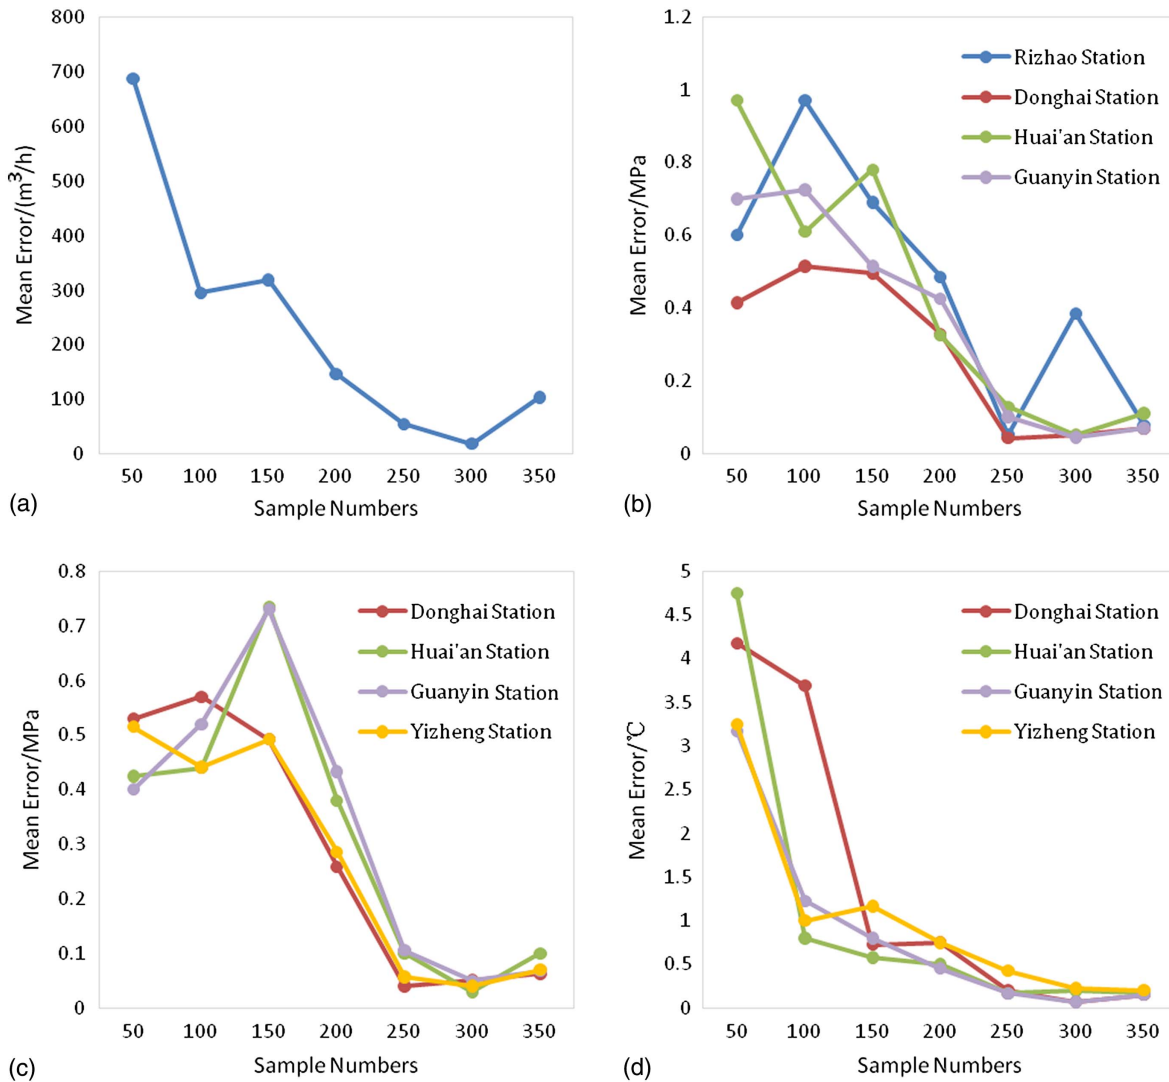 800
700
600
500
400
300
200
100
0
Mean Error/(m³/h)
50 100 150 200 250 300 350
Sample Numbers
(a)
1.2
1
0.8
0.6
0.4
0.2
0
Mean Error/MPa
Rizhao Station
Donghai Station
Huai'an Station
Guanyin Station
50 100 150 200 250 300 350
Sample Numbers
(b)
0.8
0.7
0.6
0.5
0.4
0.3
0.2
0.1
0
Mean Error/MPa
Donghai Station
Huai'an Station
Guanyin Station
Yizheng Station
50 100 150 200 250 300 350
Sample Numbers
(c)
5
4.5
4
3.5
3
2.5
2
1.5
1
0.5
0
Mean Error/℃
Donghai Station
Huai'an Station
Guanyin Station
Yizheng Station
50 100 150 200 250 300 350
Sample Numbers
(d)